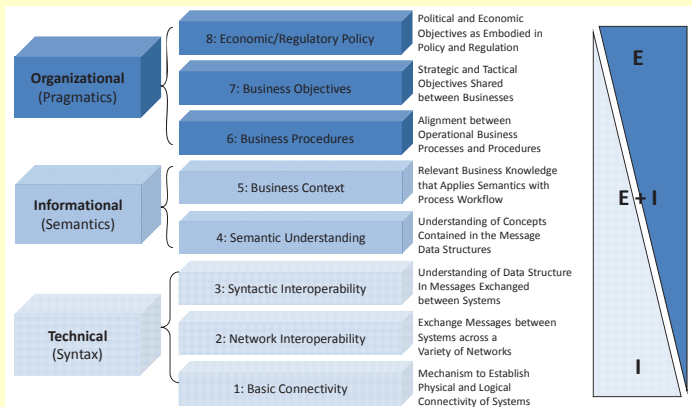 8: Economic/Regulatory Policy
Political and Economic
Objectives as Embodied in
Policy and Regulation
Organizational
(Pragmatics)
7: Business Objectives
Strategic and Tactical
Objectives Shared
between Businesses
6: Business Procedures
Alignment between
Operational Business
Processes and Procedures
Informational
(Semantics)
5: Business Context
Relevant Business Knowledge
that Applies Semantics with
Process Workflow
4: Semantic Understanding
Understanding of Concepts
Contained in the Message
Data Structures
Technical
(Syntax)
3: Syntactic Interoperability
Understanding of Data Structure
In Messages Exchanged
between Systems
2: Network Interoperability
Exchange Messages between
Systems across a
Variety of Networks
1: Basic Connectivity
Mechanism to Establish
Physical and Logical
Connectivity of Systems
E
E + I
I